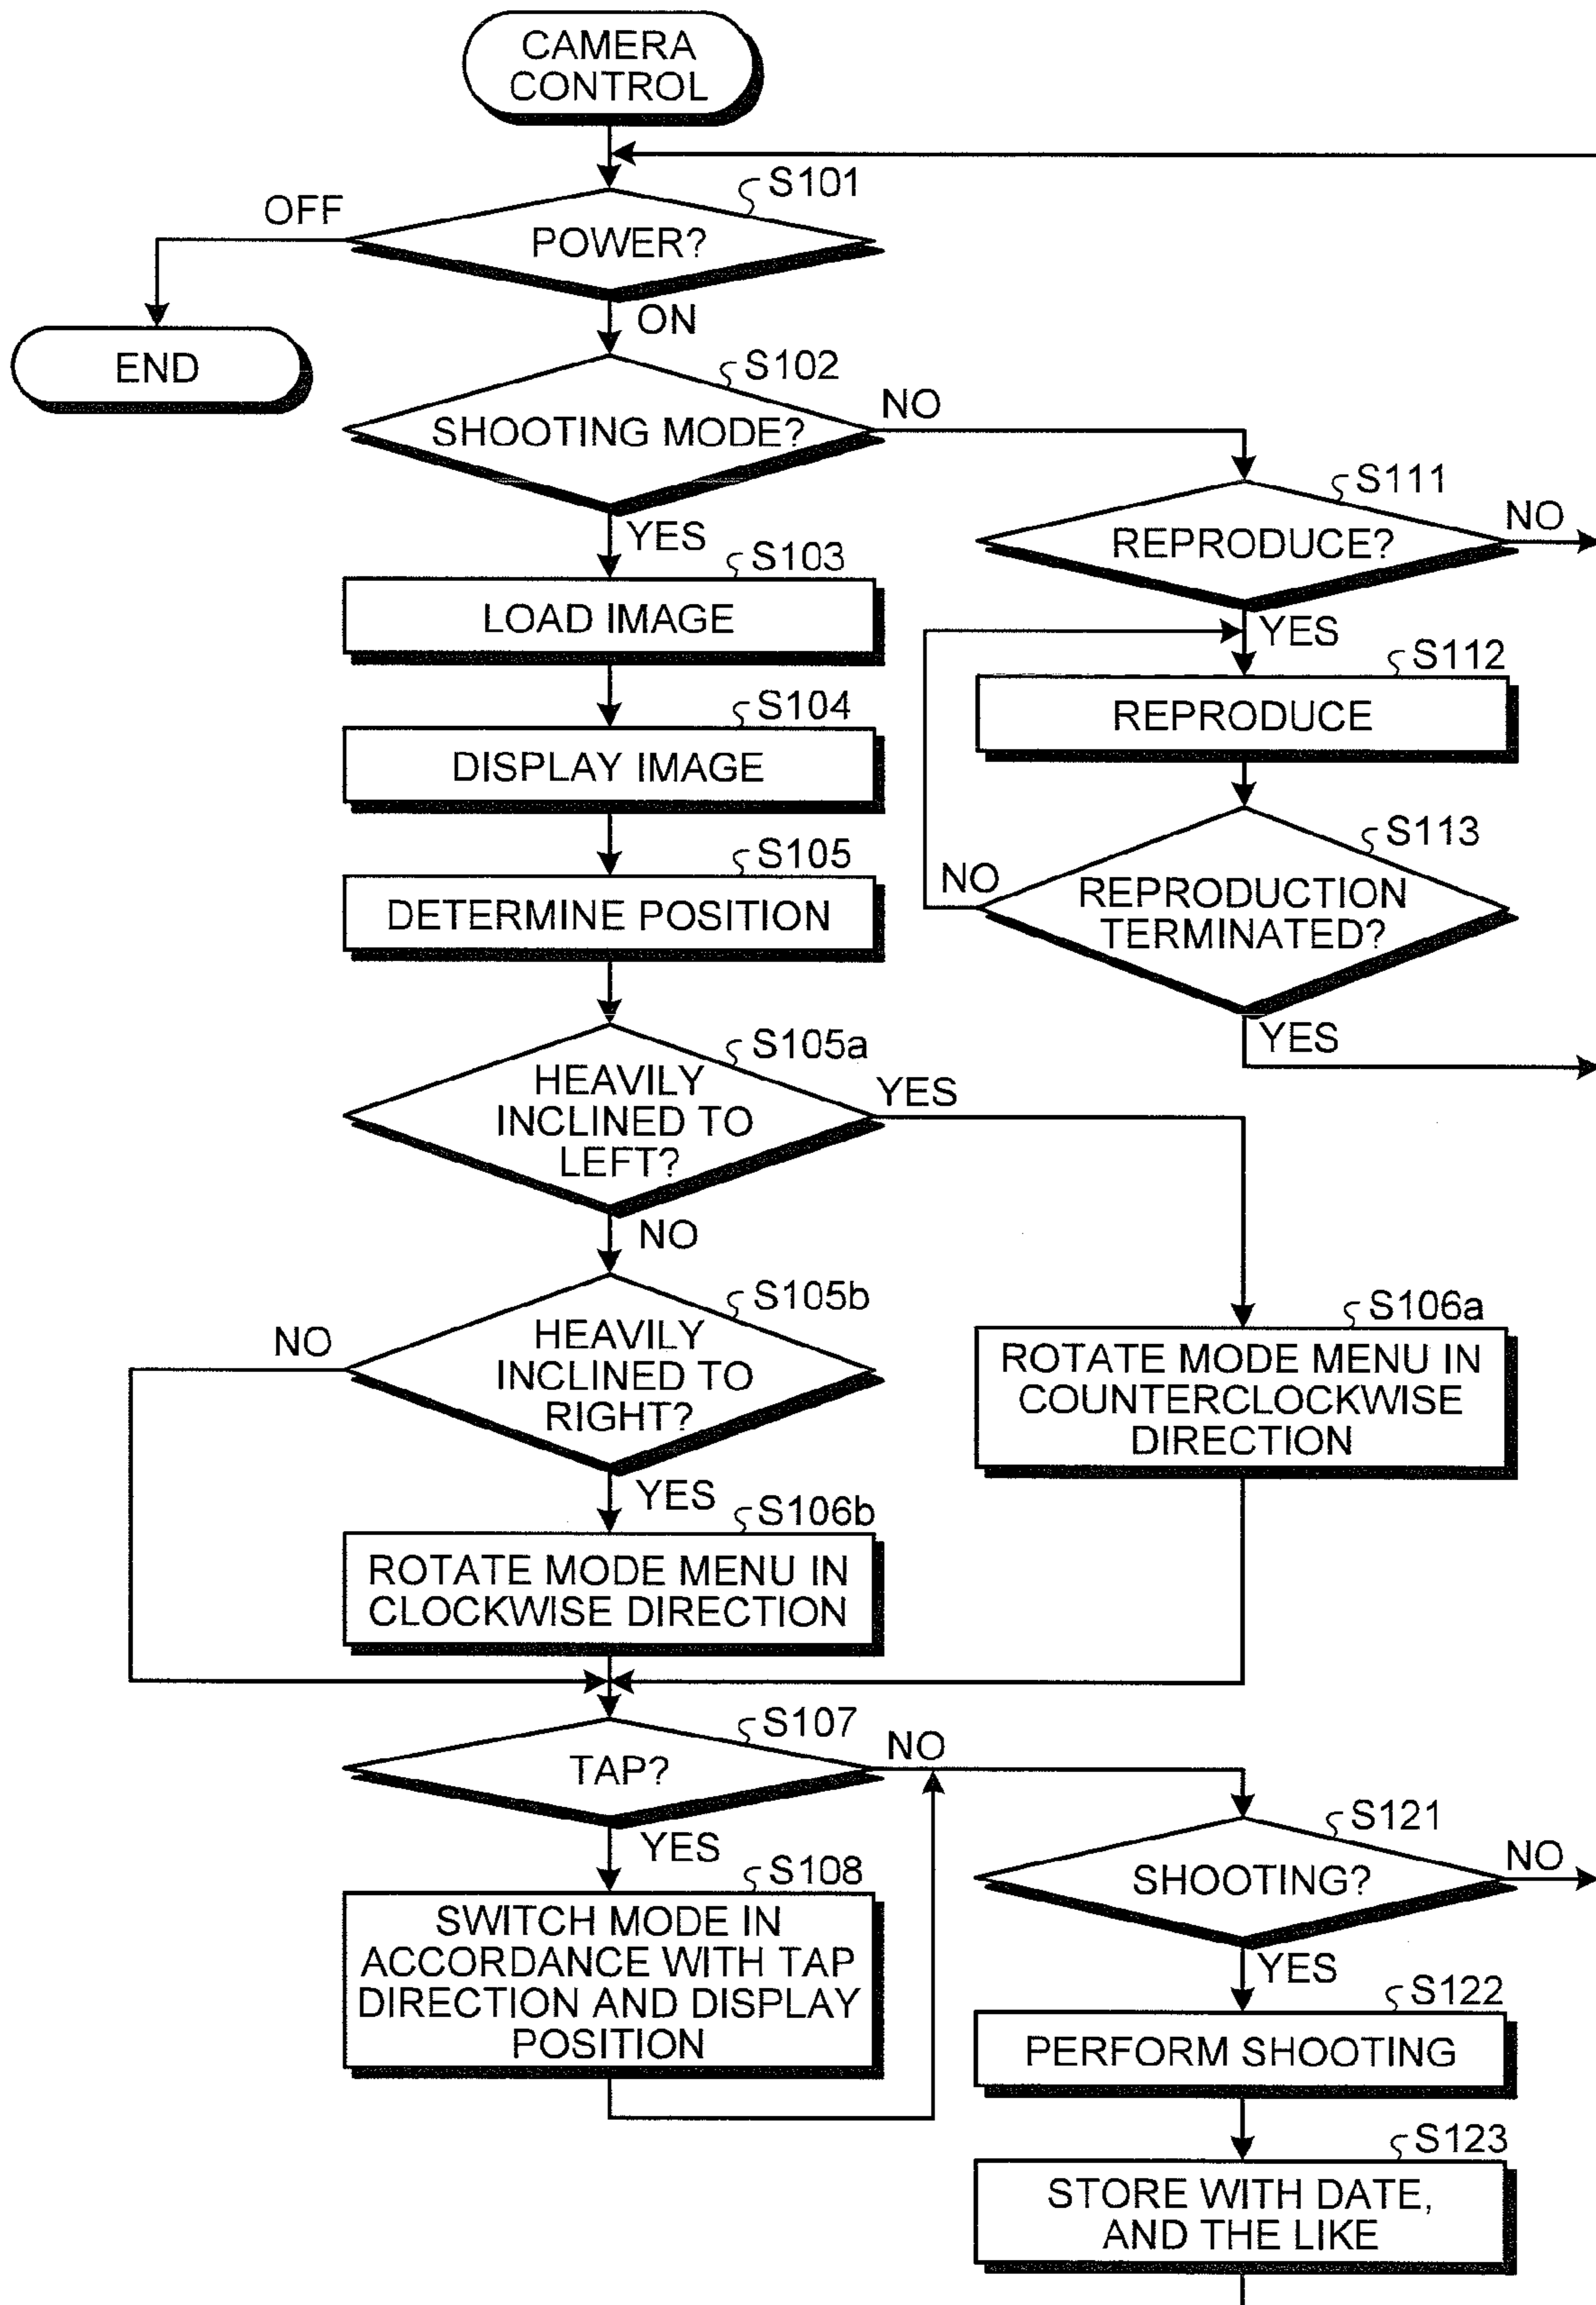 CAMERA
CONTROL
S101
OFF
POWER?
ON
END
S102
NO
SHOOTING MODE?
YES
S111
NO
REPRODUCE?
YES
S103
LOAD IMAGE
S112
REPRODUCE
S104
DISPLAY IMAGE
S113
NO
REPRODUCTION
TERMINATED?
YES
S105
DETERMINE POSITION
S105a
YES
HEAVILY
INCLINED TO
LEFT?
NO
S105b
NO
HEAVILY
INCLINED TO
RIGHT?
YES
S106a
ROTATE MODE MENU IN
COUNTERCLOCKWISE
DIRECTION
S106b
ROTATE MODE MENU IN
CLOCKWISE DIRECTION
S107
NO
TAP?
YES
S108
SWITCH MODE IN
ACCORDANCE WITH TAP
DIRECTION AND DISPLAY
POSITION
S121
NO
SHOOTING?
YES
S122
PERFORM SHOOTING
S123
STORE WITH DATE,
AND THE LIKE